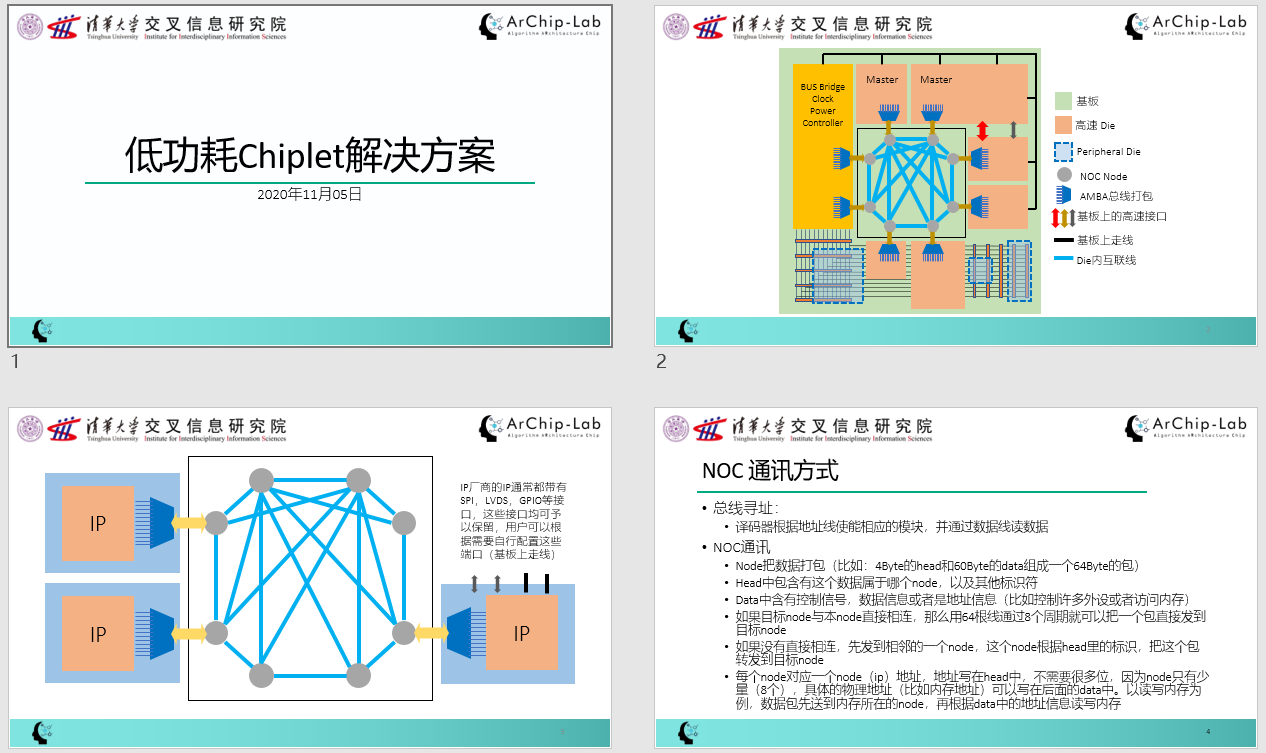 清华大学 交叉信息研究院
Tsinghua University Institute for Interdisciplinary Information Sciences
ArChip-Lab
Algorithm ARchitecture Chip
低功耗Chiplet解决方案
2020年11月05日
1
清华大学 交叉信息研究院
Tsinghua University Institute for Interdisciplinary Information Sciences
ArChip-Lab
Algorithm ARchitecture Chip
BUS Bridge
Clock
Power
Controller
Master
Master
基板
高速 Die
Peripheral Die
NOC Node
AMBA总线打包
基板上的高速接口
基板上走线
Die内互联线
2
清华大学 交叉信息研究院
Tsinghua University Institute for Interdisciplinary Information Sciences
ArChip-Lab
Algorithm ARchitecture Chip
IP
IP
IP厂商的IP通常都带有
SPI，LVDS，GPIO等接
口，这些接口均可予
以保留，用户可以根
据需要自行配置这些
端口（基板上走线）
IP
清华大学 交叉信息研究院
Tsinghua University Institute for Interdisciplinary Information Sciences
ArChip-Lab
Algorithm ARchitecture Chip
NOC 通讯方式
• 总线寻址：
• 译码器根据地址线使能相应的模块，并通过数据线读数据
• NOC通讯
• Node把数据打包（比如：4Byte的head和60Byte的data组成一个64Byte的包）
• Head中包含有这个数据属于哪个node，以及其他标识符
• Data中含有控制信号，数据信息或者是地址信息（比如控制许多外设或者访问内存）
• 如果目标node与本node直接相连，那么用64根线通过8个周期就可以把一个包直接发到
目标node
• 如果没有直接相连，先发到相邻的一个node，这个node根据head里的标识，把这个包
转发到目标node
• 每个node对应一个node（ip）地址，地址写在head中，不需要很多位，因为node只有少
量（8个），具体的物理地址（比如内存地址）可以写在后面的data中。以读写内存为
例，数据包先送到内存所在的node，再根据data中的地址信息读写内存
4